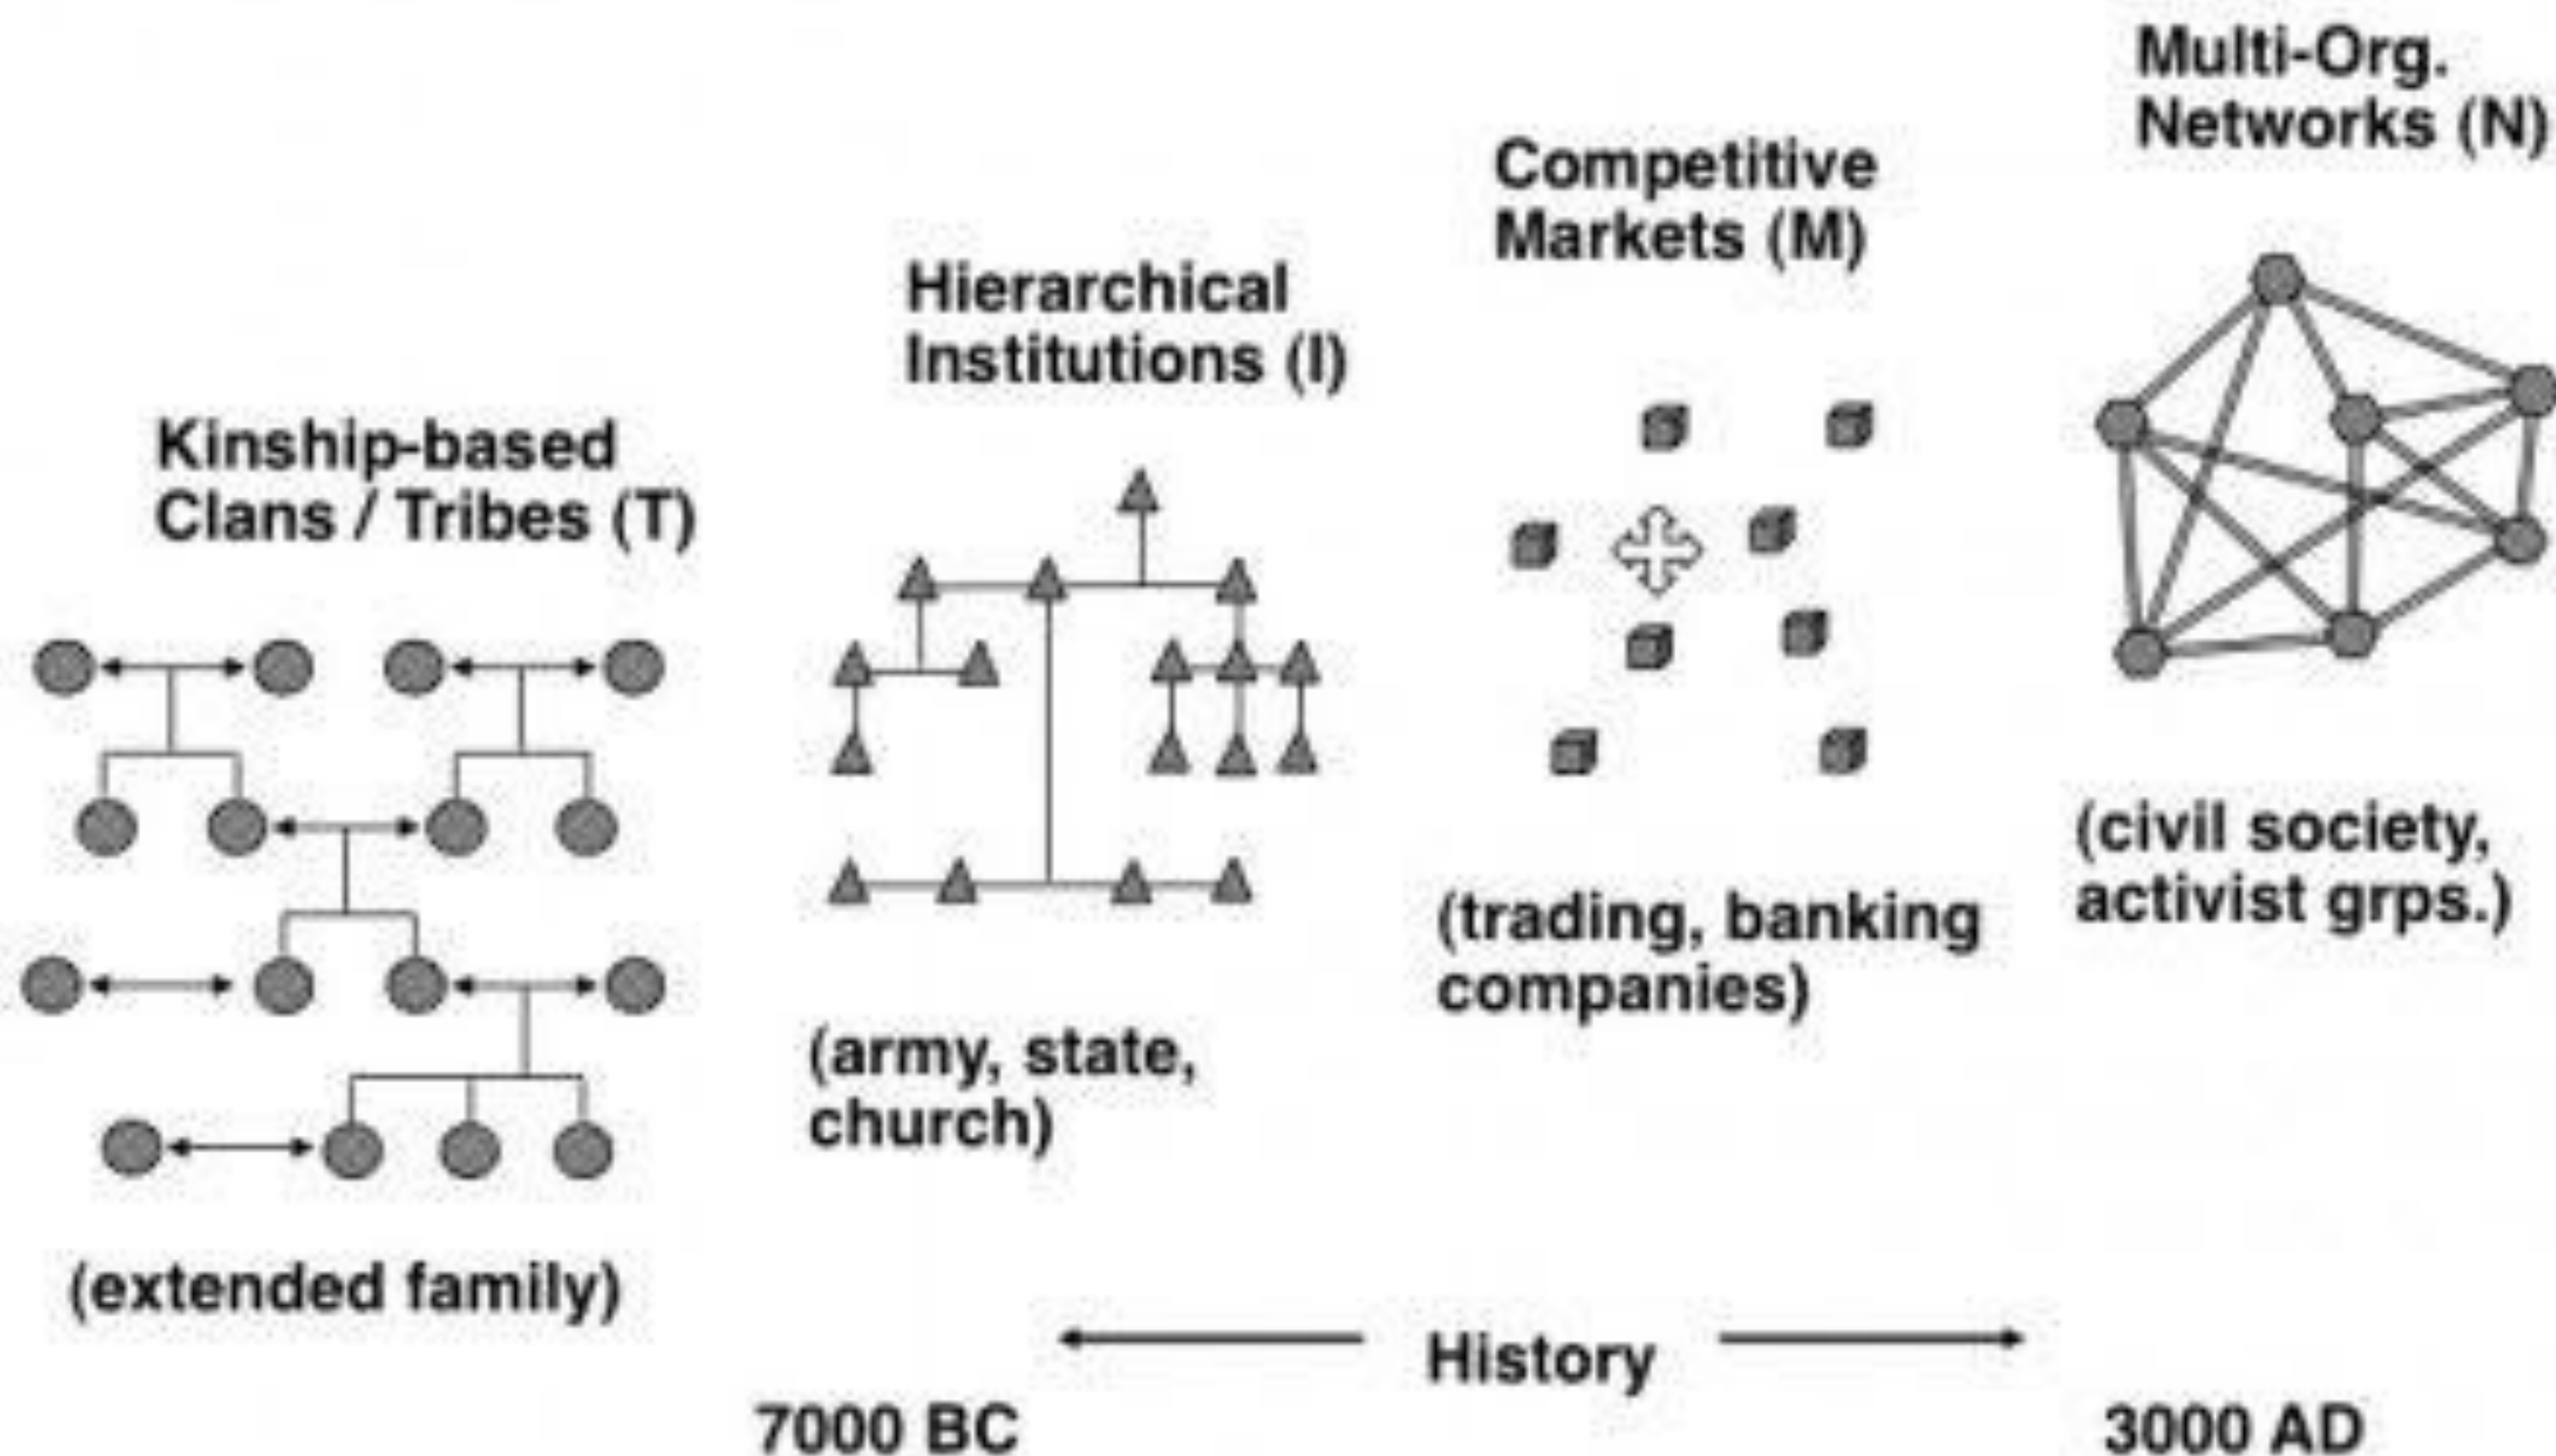 Kinship-based
Clans / Tribes (T)
(extended family)
Hierarchical
Institutions (I)
(army, state,
church)
Competitive
Markets (M)
(trading, banking
companies)
Multi-Org.
Networks (N)
(civil society,
activist grps.)
History
7000 BC
3000 AD